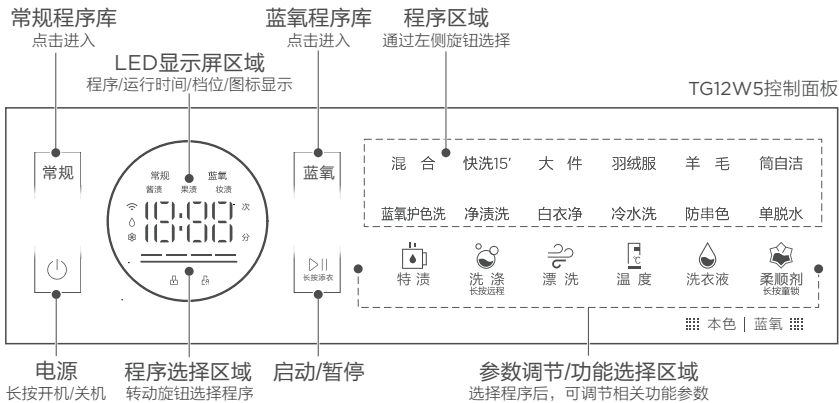 常规程序库
点击进入
蓝氧程序库
点击进入
程序区域
通过左侧旋钮选择
LED显示屏区域
程序/运行时间/档位/图标显示
TG12W5控制面板
常规
常规 蓝氧
酱渍 果渍 妆渍
18:88
次
分
蓝氧
长按添衣
混 合 快洗15′ 大 件 羽绒服 羊 毛 筒自洁
蓝氧护色洗 净渍洗 白衣净 冷水洗 防串色 单脱水
℃
特 渍 洗 涤 漂 洗 温 度 洗衣液 柔顺剂
长按远程 长按童锁
本色 | 蓝氧
电源
长按开机/关机
程序选择区域
转动旋钮选择程序
启动/暂停
参数调节/功能选择区域
选择程序后，可调节相关功能参数